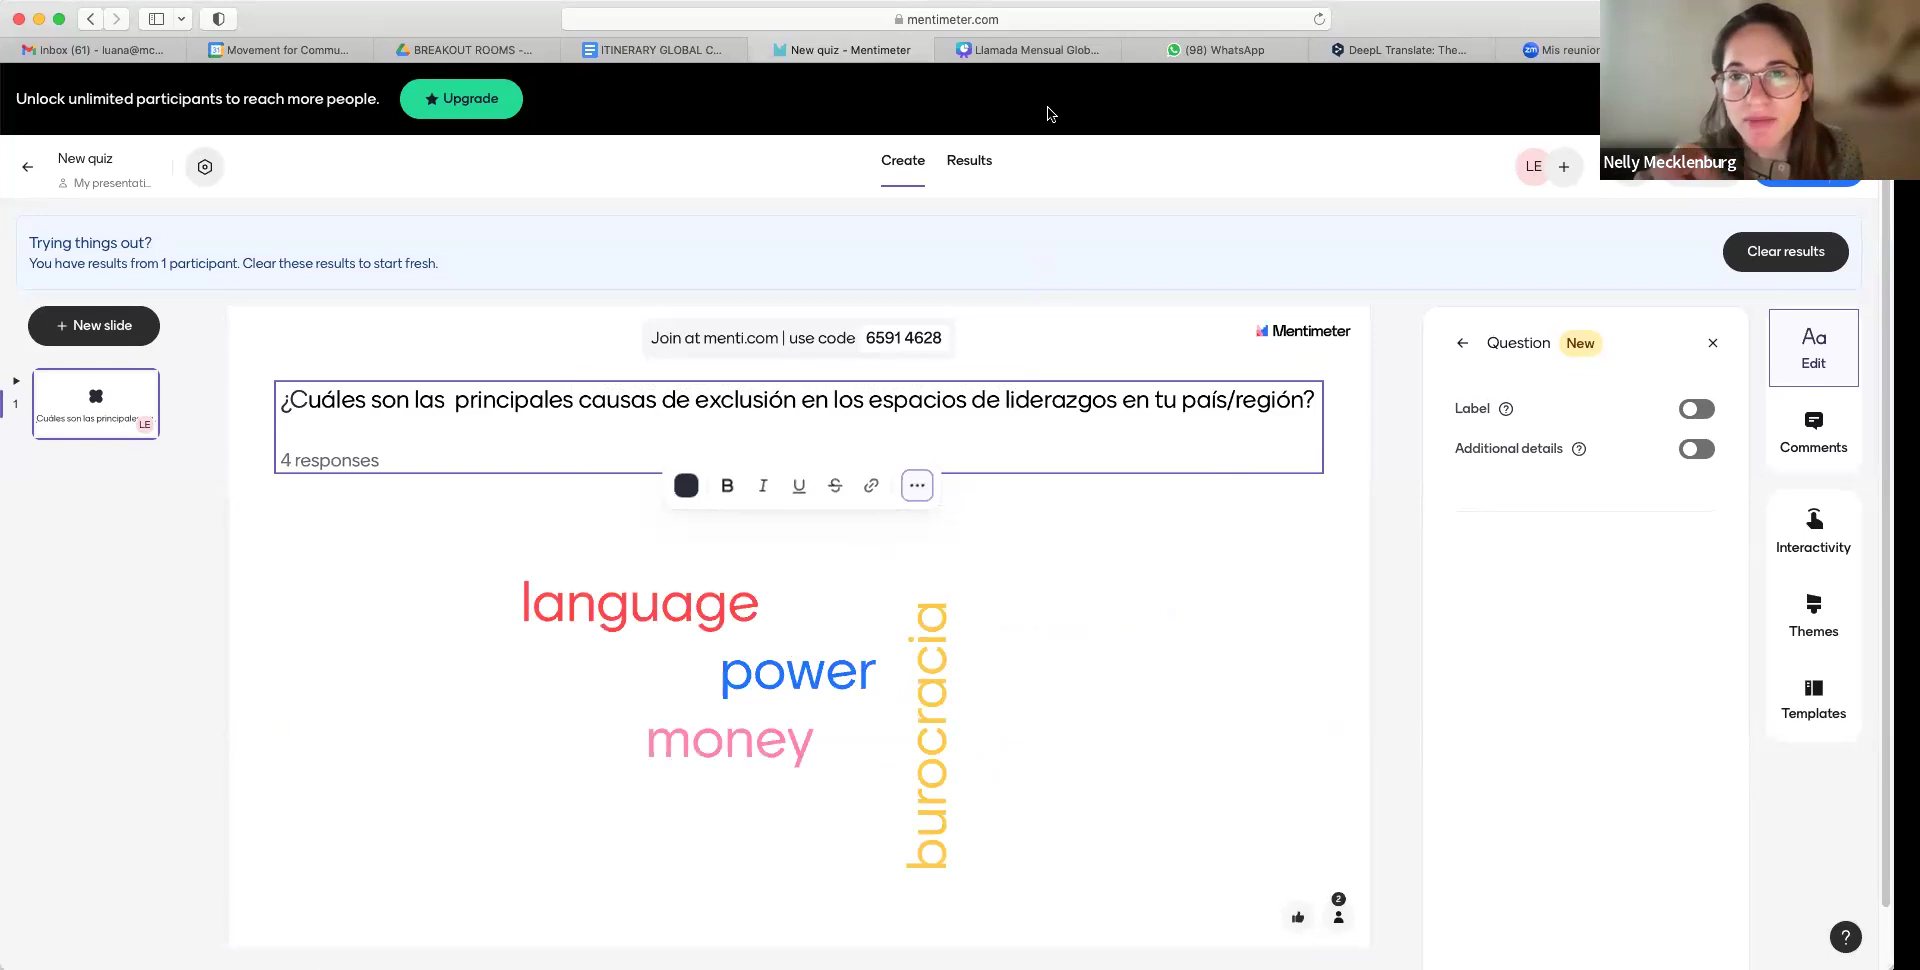 mentimeter.com
Inbox (61) - luana@mc...
Movement for Commu...
BREAKOUT ROOMS -...
ITINERARY GLOBAL C...
New quiz - Mentimeter
Llamada Mensual Glob...
(98) WhatsApp
DeepL Translate: The...
Mis reunion
Unlock unlimited participants to reach more people.
Upgrade
New quiz
My presentati...
Create
Results
LE
Nelly Mecklenburg
Trying things out?
You have results from 1 participant. Clear these results to start fresh.
Clear results
New slide
1
Cuáles son las principale
LE
Join at menti.com | use code 6591 4628
Mentimeter
¿Cuáles son las  principales causas de exclusión en los espacios de liderazgos en tu país/región?
4 responses
B I U S
language
power
money
burocracia
2
Question
New
Label
Additional details
Aa
Edit
Comments
Interactivity
Themes
Templates
?